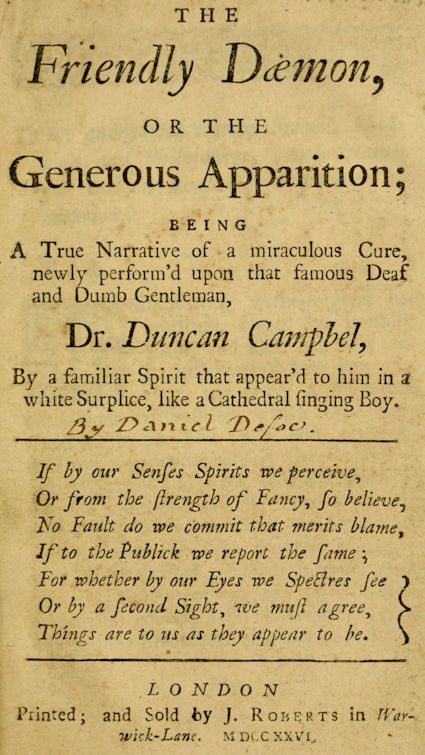 THE
Friendly Dæmon,
OR THE
Generous Apparition;
BEING
A True Narrative of a miraculous Cure,
newly perform'd upon that famous Deaf
and Dumb Gentleman,
Dr. Duncan Campbel,
By a familiar Spirit that appear'd to him in a
white Surplice, like a Cathedral ſinging Boy.
By Daniel Defoe.
If by our Senſes Spirits we perceive,
Or from the ſtrength of Fancy, ſo believe,
No Fault do we commit that merits blame,
If to the Publick we report the ſame;
For whether by our Eyes we Spectres ſee
Or by a ſecond Sight, we muſt agree,
Things are to us as they appear to be.
LONDON
Printed; and Sold by J. ROBERTS in War-
wick-Lane. MDCCXXVI.